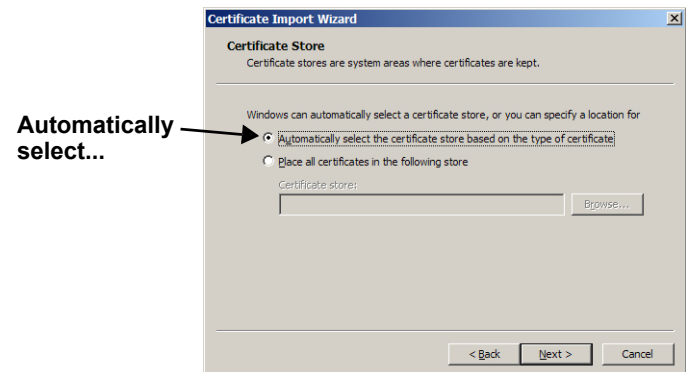 Certificate Import Wizard
Certificate Store
Certificate stores are system areas where certificates are kept.
Windows can automatically select a certificate store, or you can specify a location for
Automatically
select...
Automatically select the certificate store based on the type of certificate
Place all certificates in the following store
Certificate store:
Browse...
< Back
Next >
Cancel